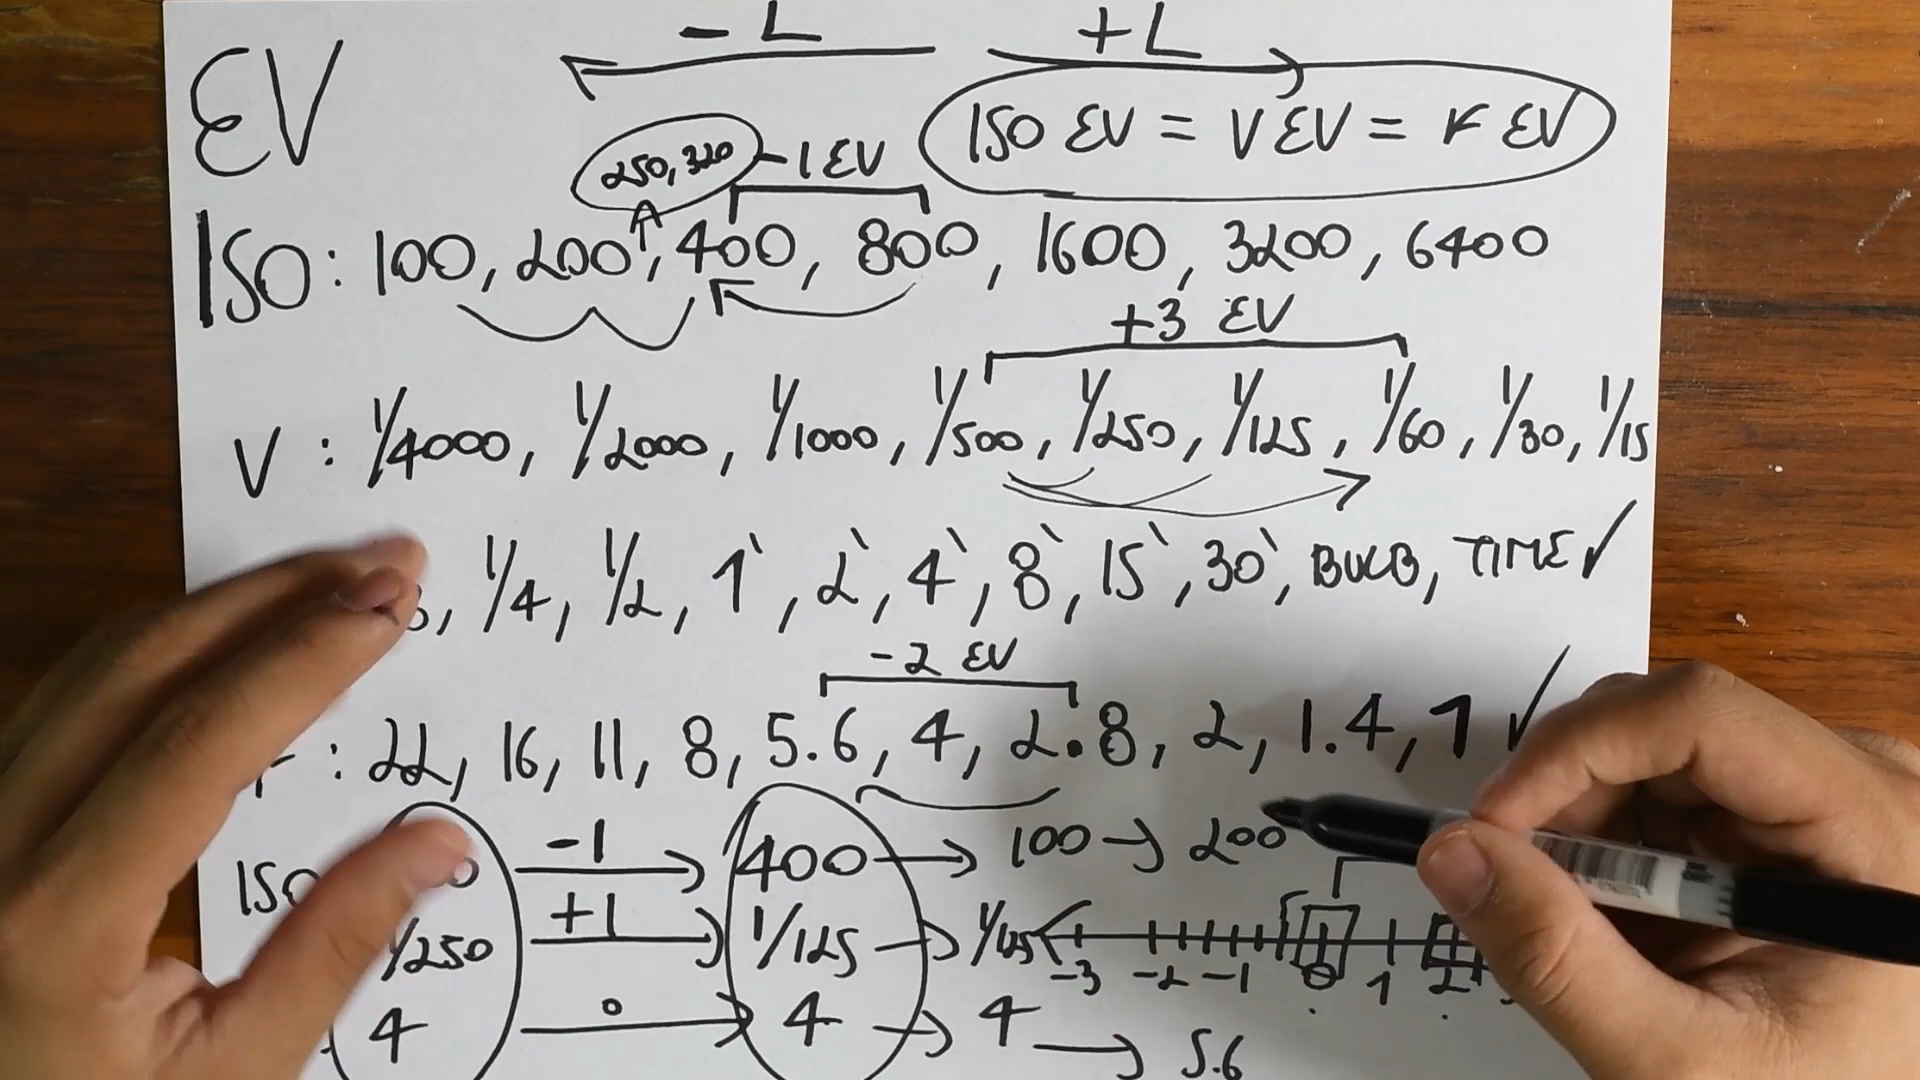 -L +L
EV
250, 320 -1 EV ISO EV = V EV = F EV
ISO: 100, 200, 400, 800, 1600, 3200, 6400
+3 EV
V: 1/4000, 1/2000, 1/1000, 1/500, 1/250, 1/125, 1/60, 1/30, 1/15
1/4, 1/2, 1`, 2`, 4`, 8`, 15`, 30`, BULB, TIME✓
-2 EV
: 22, 16, 11, 8, 5.6, 4, 2.8, 2, 1.4, 1✓
ISO -1 400 → 100 → 200
1/250 +1 1/125 → 1/125
-3 -2 -1 0 1 2
4 0 4 → 4 → 5.6